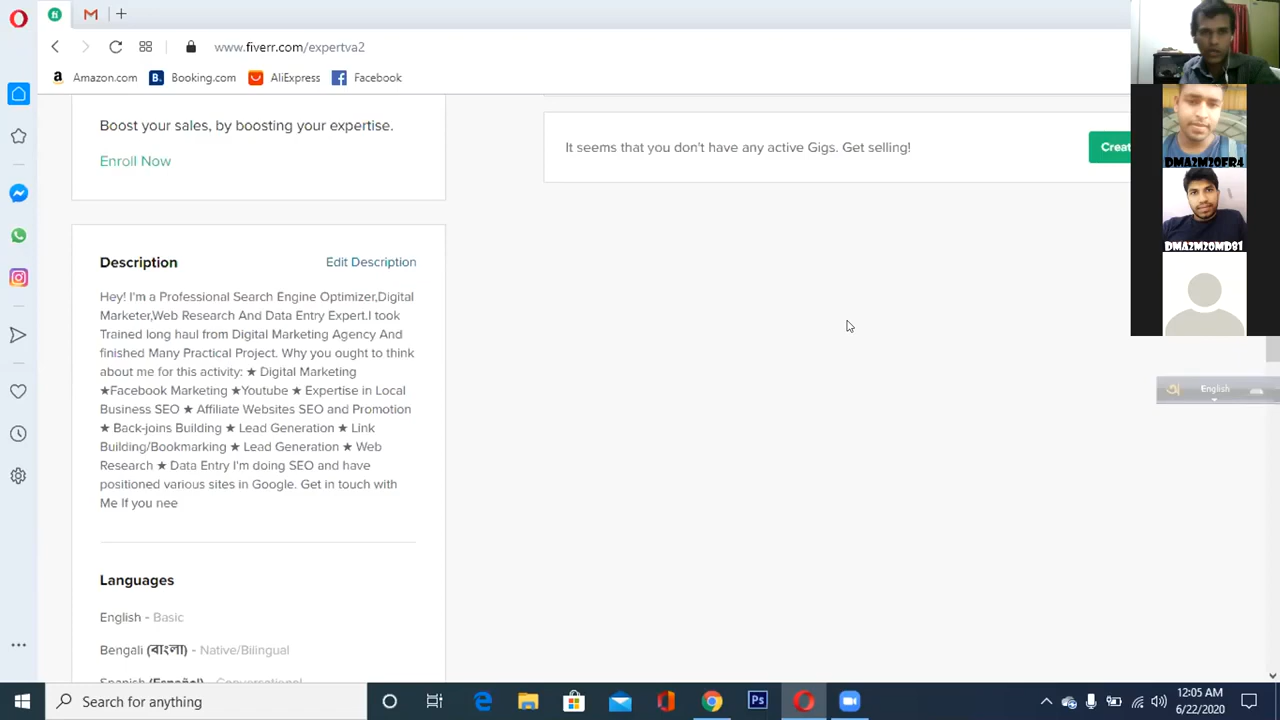 www.fiverr.com/expertva2
Amazon.com
Booking.com
AliExpress
Facebook
Boost your sales, by boosting your expertise.
Enroll Now
It seems that you don't have any active Gigs. Get selling!
Creat
Description
Edit Description
Hey! I'm a Professional Search Engine Optimizer,Digital
Marketer,Web Research And Data Entry Expert.I took
Trained long haul from Digital Marketing Agency And
finished Many Practical Project. Why you ought to think
about me for this activity: ★ Digital Marketing
★Facebook Marketing ★Youtube ★ Expertise in Local
Business SEO ★ Affiliate Websites SEO and Promotion
★ Back-joins Building ★ Lead Generation ★ Link
Building/Bookmarking ★ Lead Generation ★ Web
Research ★ Data Entry I'm doing SEO and have
positioned various sites in Google. Get in touch with
Me If you nee
Languages
English - Basic
Bengali (বাংলা) - Native/Bilingual
Spanish (Español) - Conversational
DMA2M20FR4
DMA2M20MD81
অ English
Search for anything
Ps
12:05 AM
6/22/2020